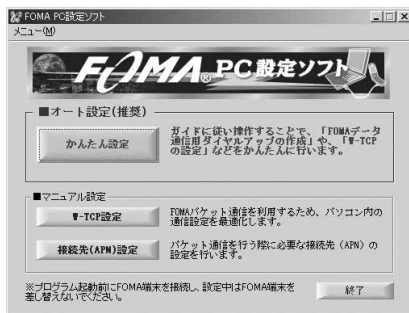 FOMA PC設定ソフト
メニュー(M)
FOMA® PC設定ソフト
■オート設定(推奨)
かんたん設定
ガイドに従い操作することで、「FOMAデータ
通信用ダイヤルアップの作成」や、「W-TCP
の設定」などをかんたんに行います。
■マニュアル設定
W-TCP設定
FOMAパケット通信を利用するため、パソコン内の
通信設定を最適化します。
接続先(APN)設定
パケット通信を行う際に必要な接続先（APN）の
設定を行います。
※プログラム起動前にFOMA端末を接続し、設定中はFOMA端末を
差し替えないでください。
終了